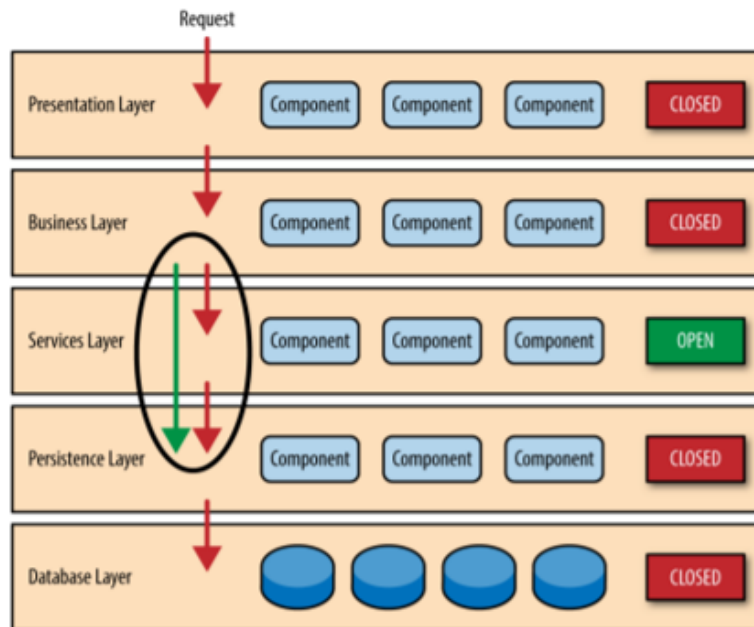 Request
Presentation Layer Component Component Component CLOSED
Business Layer Component Component Component CLOSED
Services Layer Component Component Component OPEN
Persistence Layer Component Component Component CLOSED
Database Layer CLOSED